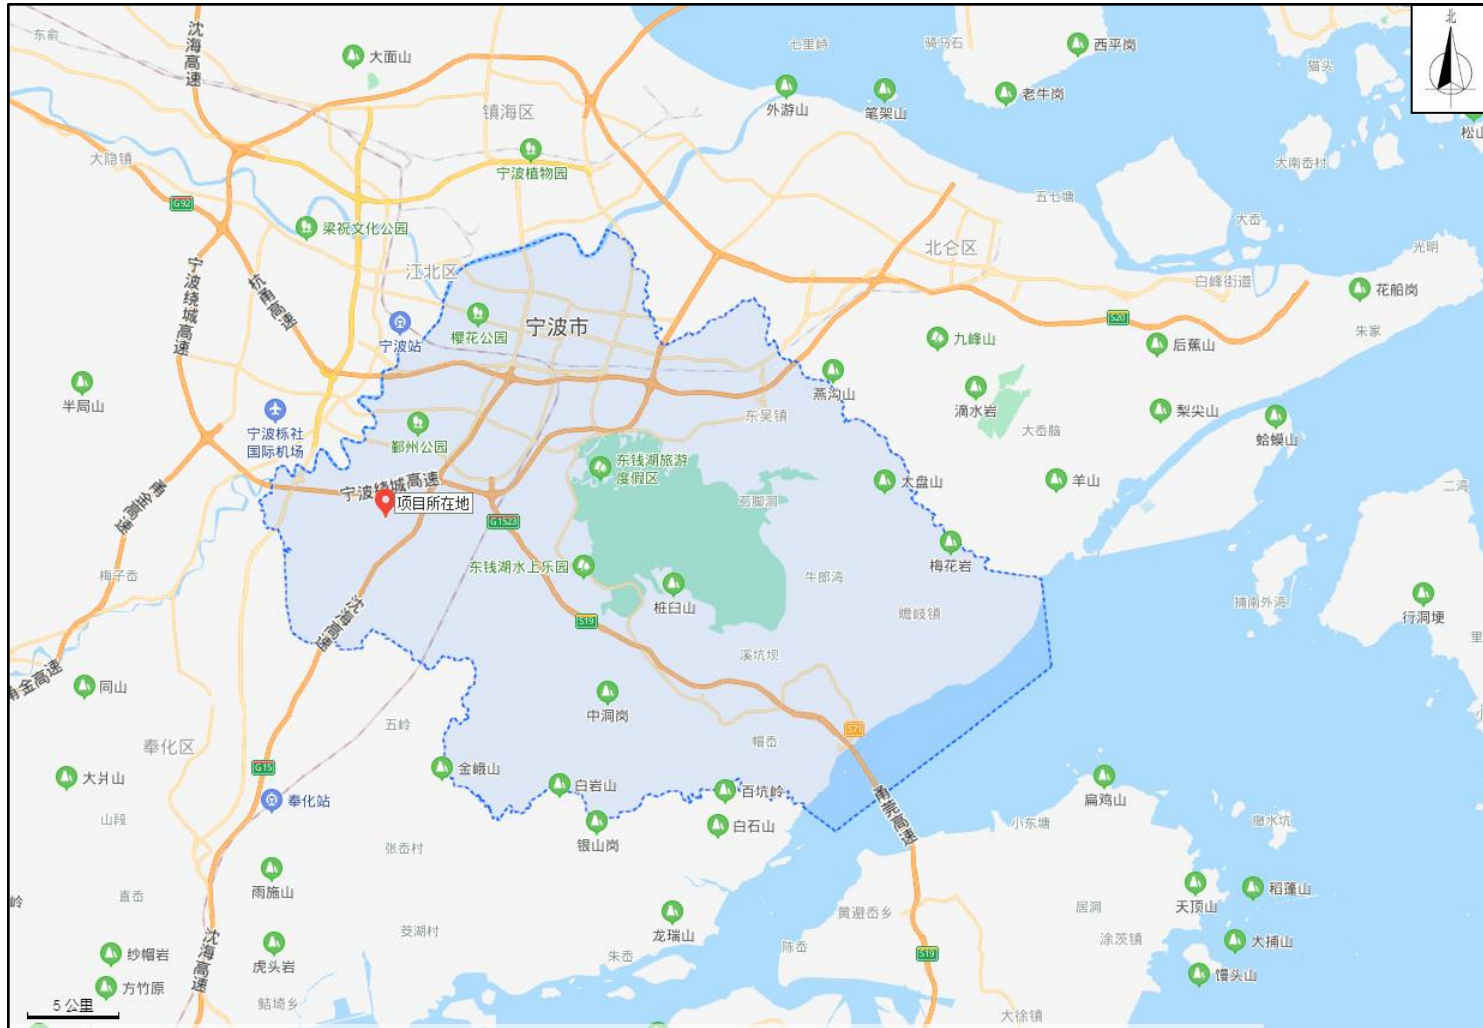 东俞
沈海高速
大面山
七里峙
骑马石
西平岗
猫头
北
外游山
笔架山
老牛岗
镇海区
松山
大隐镇
宁波植物园
大南岙村
G92
五七塘
梁祝文化公园
大岙
江北区
北仑区
光明
宁波绕城高速
杭甬高速
白峰街道
花船岗
樱花公园
宁波市
S20
朱家
宁波站
九峰山
后蕉山
半局山
燕沟山
滴水岩
梨尖山
宁波栎社
国际机场
鄞州公园
东吴镇
大岙脑
蛤蟆山
东钱湖旅游
度假区
宁波绕城高速
大盘山
羊山
二湾
甬金高速
项目所在地
G1523
菊脚洞
梅花岩
梅子岙
东钱湖水上乐园
牛郎湾
桩臼山
瞻岐镇
捕南外湾
行洞埂
沈海高速
S19
里
溪坑坝
甬金高速
同山
中洞岗
五岭
S71
帽岙
奉化区
G15
金峨山
大爿山
白岩山
百坑岭
扁鸡山
奉化站
甬莞高速
山段
银山岗
白石山
小东塘
张岙村
雨施山
天顶山
稻蓬山
岭
直岙
黄避岙乡
居洞
茭湖村
龙瑞山
沈海高速
纱帽岩
虎头岩
朱岙
陈岙
S19
涂茨镇
大捕山
馒头山
方竹原
5 公里
鲒埼乡
大徐镇